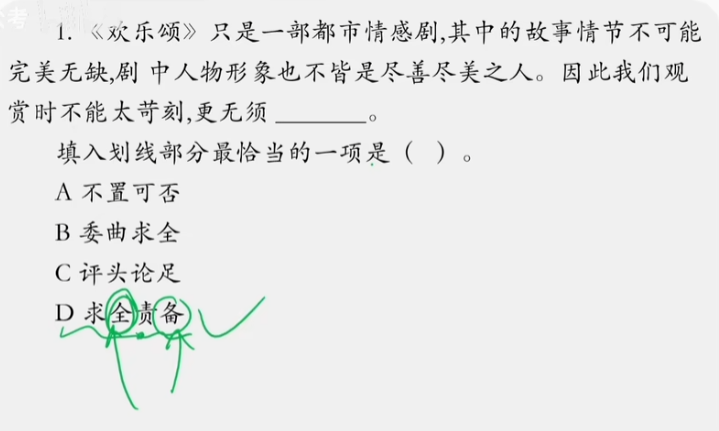 1. 《欢乐颂》只是一部都市情感剧,其中的故事情节不可能
完美无缺,剧 中人物形象也不皆是尽善尽美之人。因此我们观
赏时不能太苛刻,更无须 ________。
填入划线部分最恰当的一项是（ ）。
A 不置可否
B 委曲求全
C 评头论足
D 求全责备